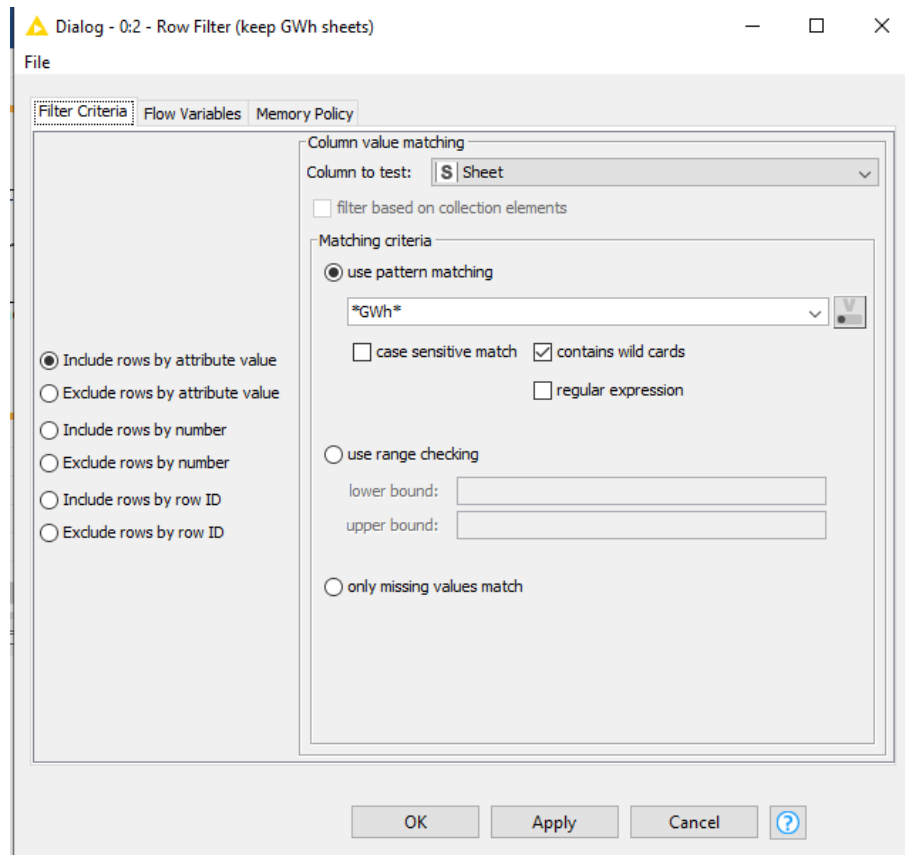 Dialog - 0:2 - Row Filter (keep GWh sheets)
File
Filter Criteria Flow Variables Memory Policy
Include rows by attribute value
Exclude rows by attribute value
Include rows by number
Exclude rows by number
Include rows by row ID
Exclude rows by row ID
Column value matching
Column to test: S Sheet
filter based on collection elements
Matching criteria
use pattern matching
*GWh*
V
case sensitive match contains wild cards
regular expression
use range checking
lower bound:
upper bound:
only missing values match
OK Apply Cancel ?